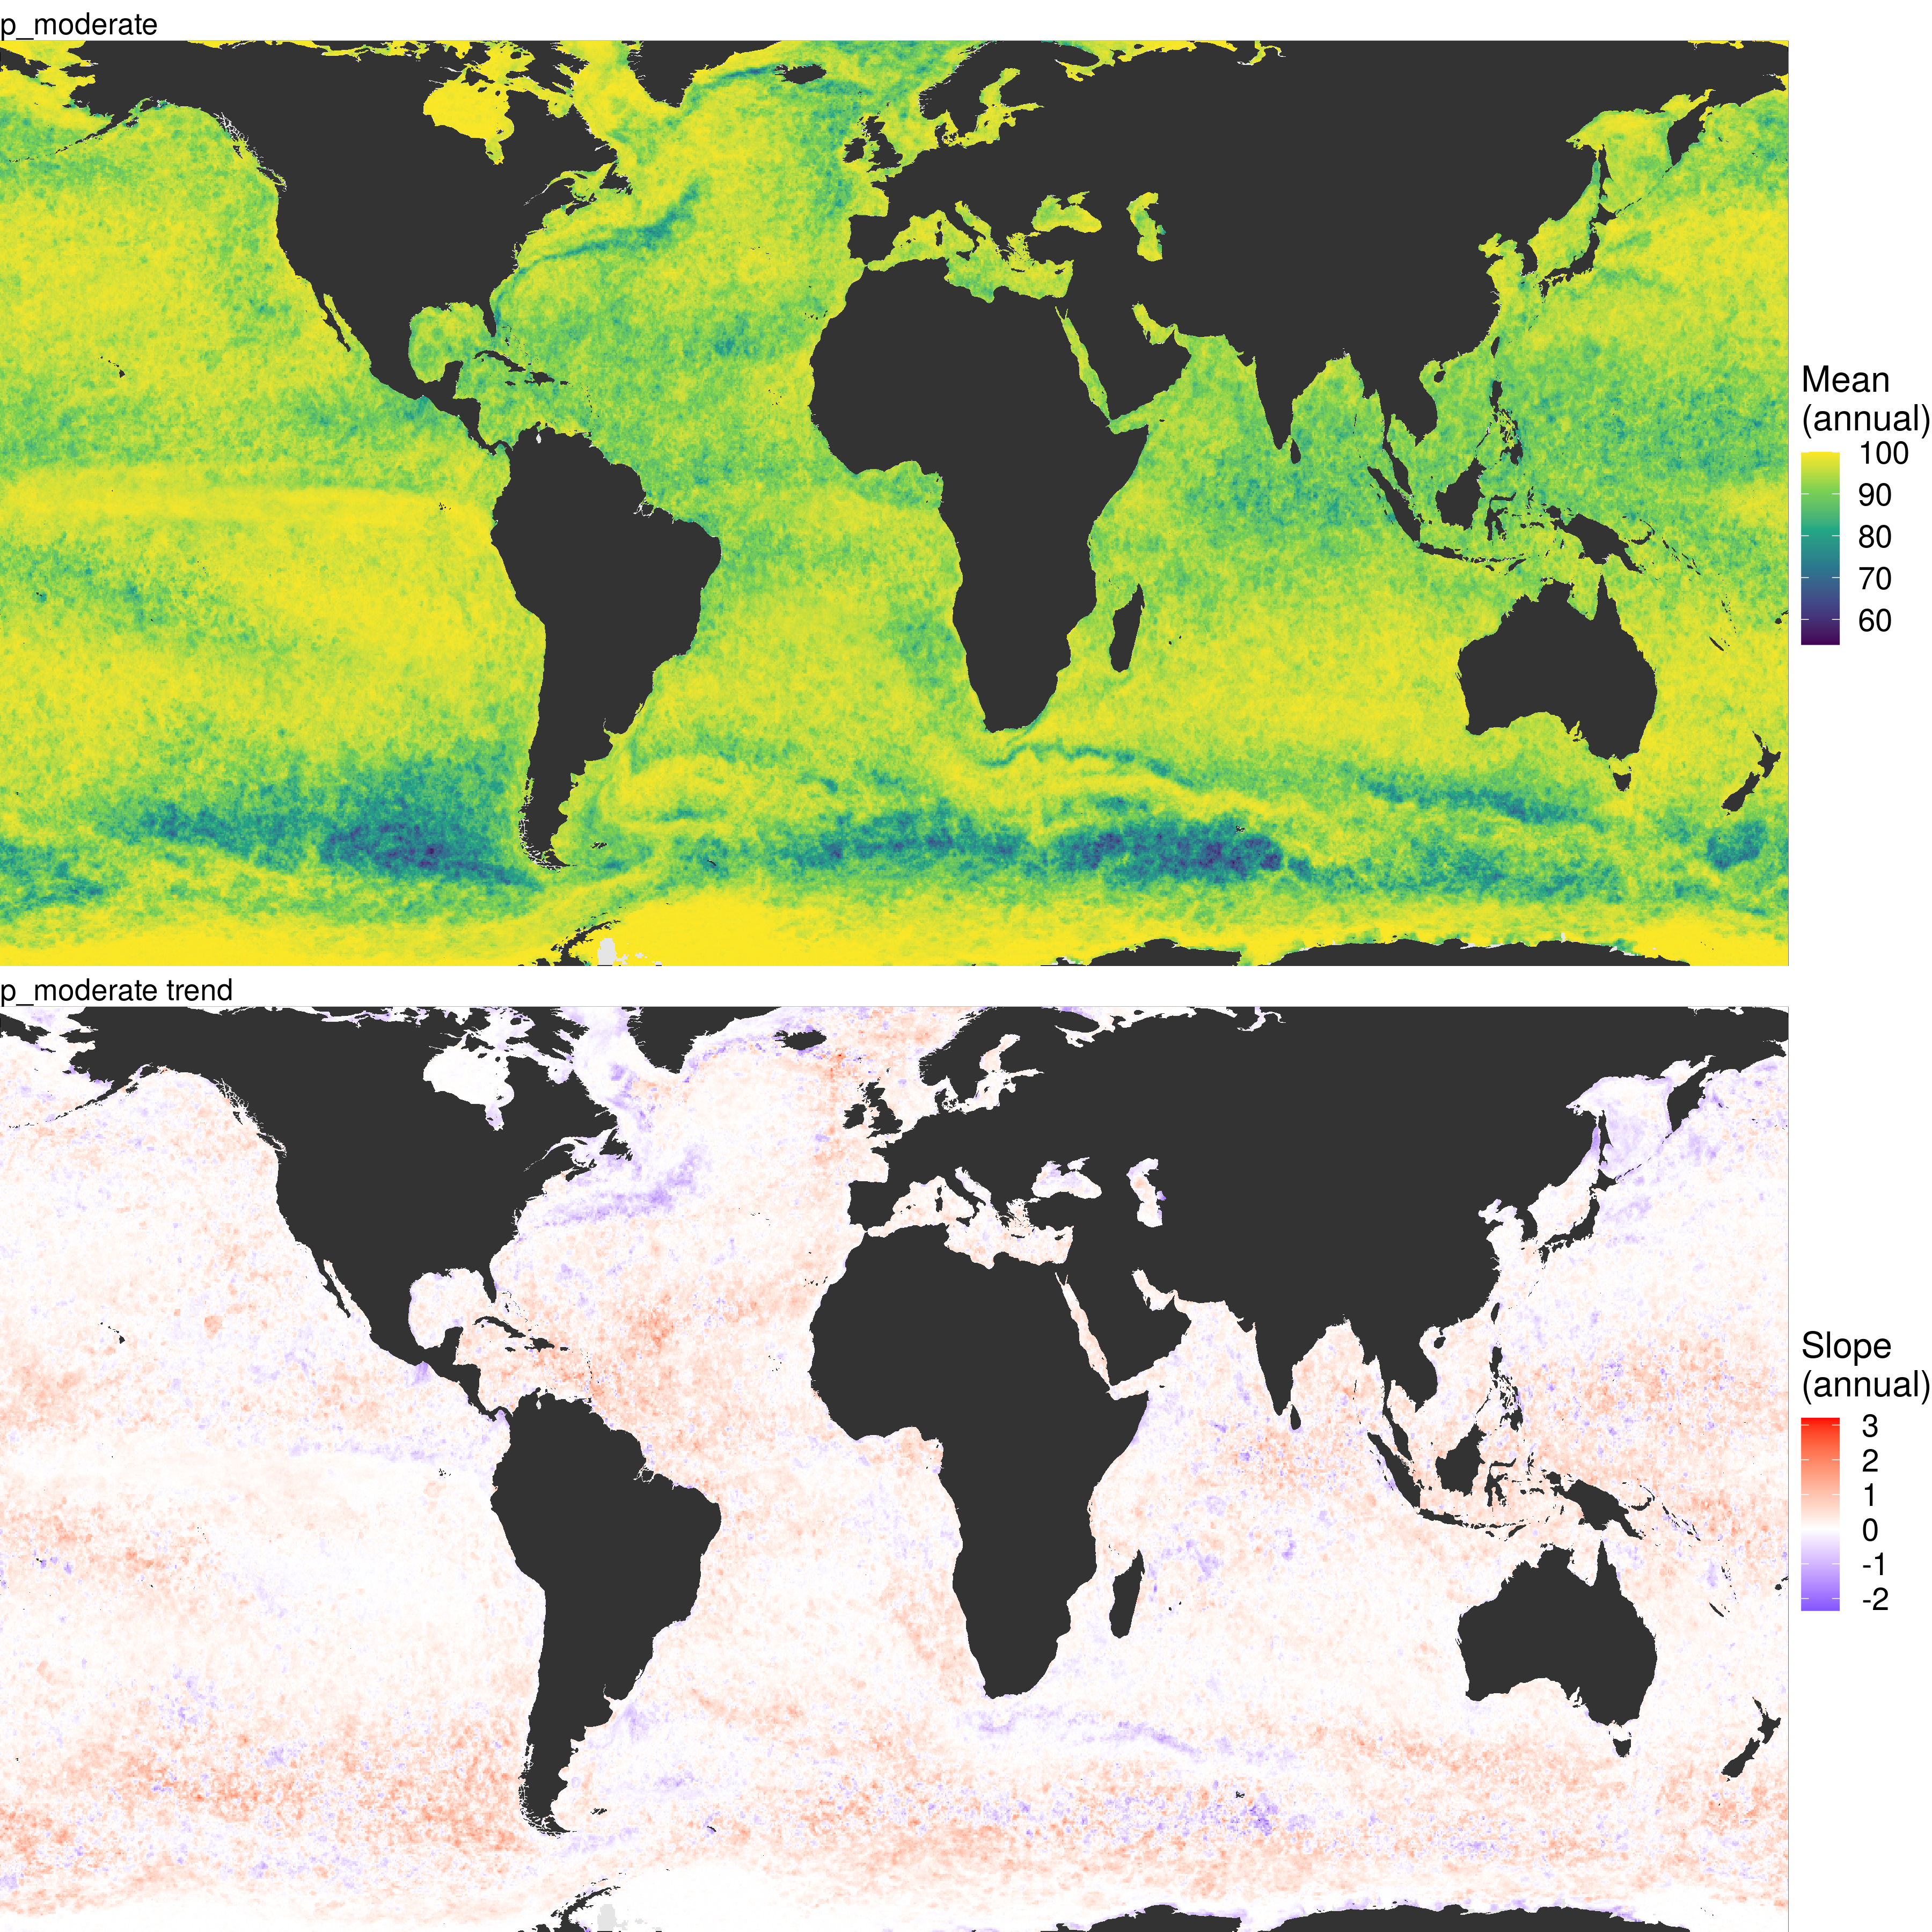 p_moderate
Mean
(annual)
100
90
80
70
60
p_moderate trend
Slope
(annual)
3
2
1
0
-1
-2